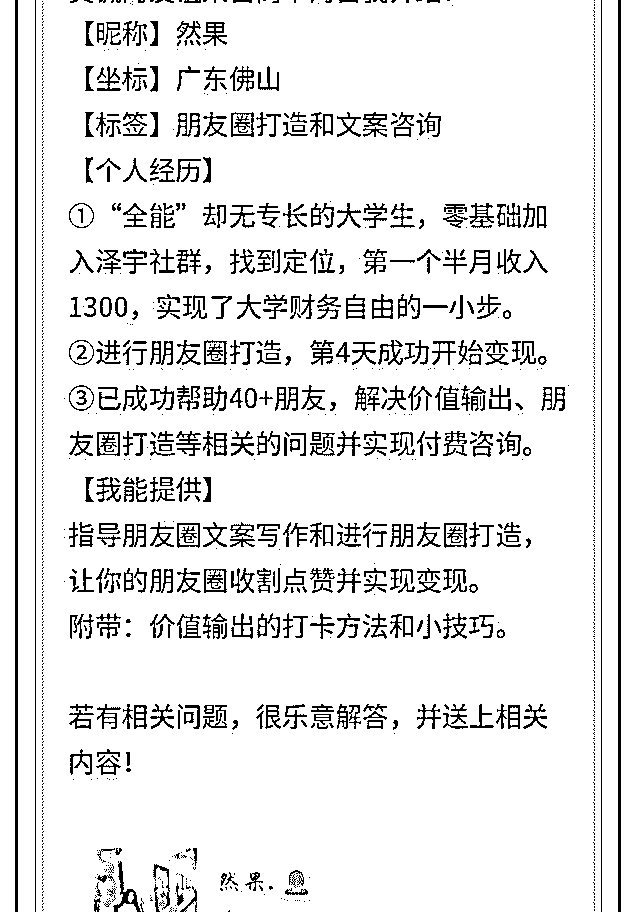 【昵称】然果
【坐标】广东佛山
【标签】朋友圈打造和文案咨询
【个人经历】
①“全能”却无专长的大学生，零基础加
入泽宇社群，找到定位，第一个半月收入
1300，实现了大学财务自由的一小步。
②进行朋友圈打造，第4天成功开始变现。
③已成功帮助40+朋友，解决价值输出、朋
友圈打造等相关的问题并实现付费咨询。
【我能提供】
指导朋友圈文案写作和进行朋友圈打造，
让你的朋友圈收割点赞并实现变现。
附带：价值输出的打卡方法和小技巧。
若有相关问题，很乐意解答，并送上相关
内容！
然果.